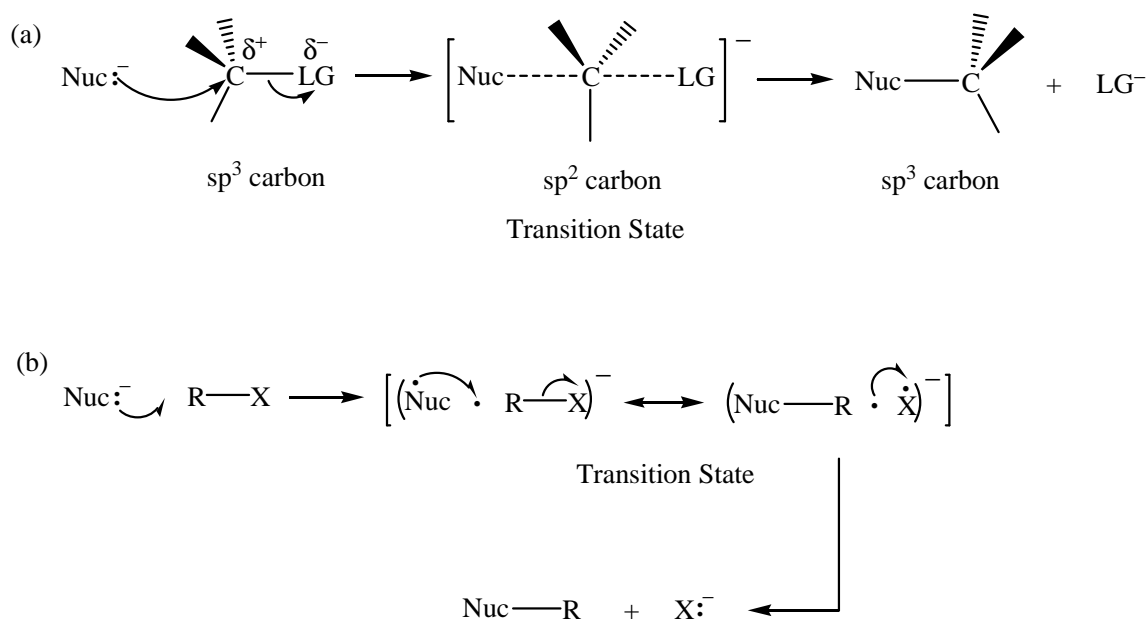 (a)
δ+ δ−
Nuc:− C LG [ Nuc C LG ]− Nuc C + LG−
sp3 carbon sp2 carbon sp3 carbon
Transition State
(b)
Nuc:− R X [ ( Nuc · R X )− ( Nuc R · X )− ]
Transition State
Nuc R + X:−